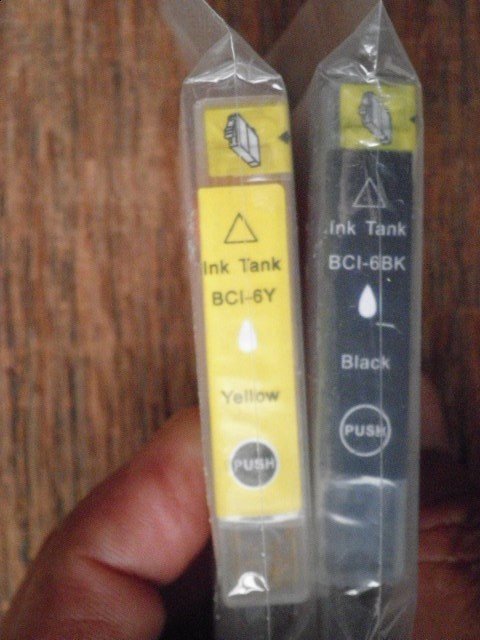 Ink Tank
BCI-6Y
Yellow
PUSH
Ink Tank
BCI-6BK
Black
PUSH